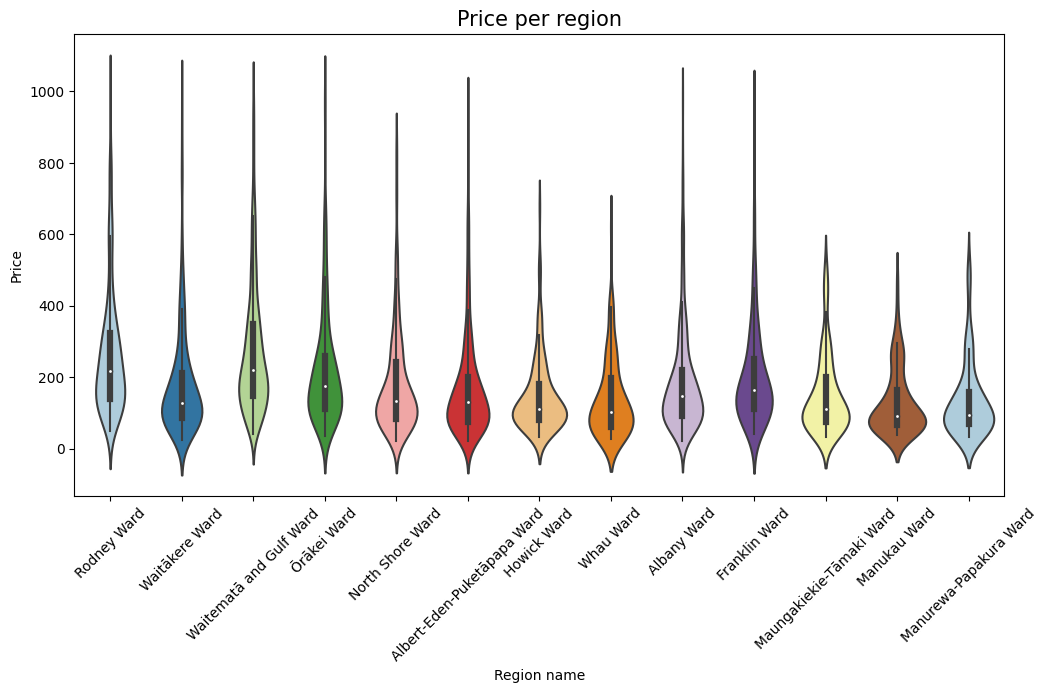 Price per region
Price
1000
800
600
400
200
0
Rodney Ward
Waitākere Ward
Waitematā and Gulf Ward
Ōrākei Ward
North Shore Ward
Albert-Eden-Puketāpapa Ward
Howick Ward
Whau Ward
Albany Ward
Franklin Ward
Maungakiekie-Tāmaki Ward
Manukau Ward
Manurewa-Papakura Ward
Region name